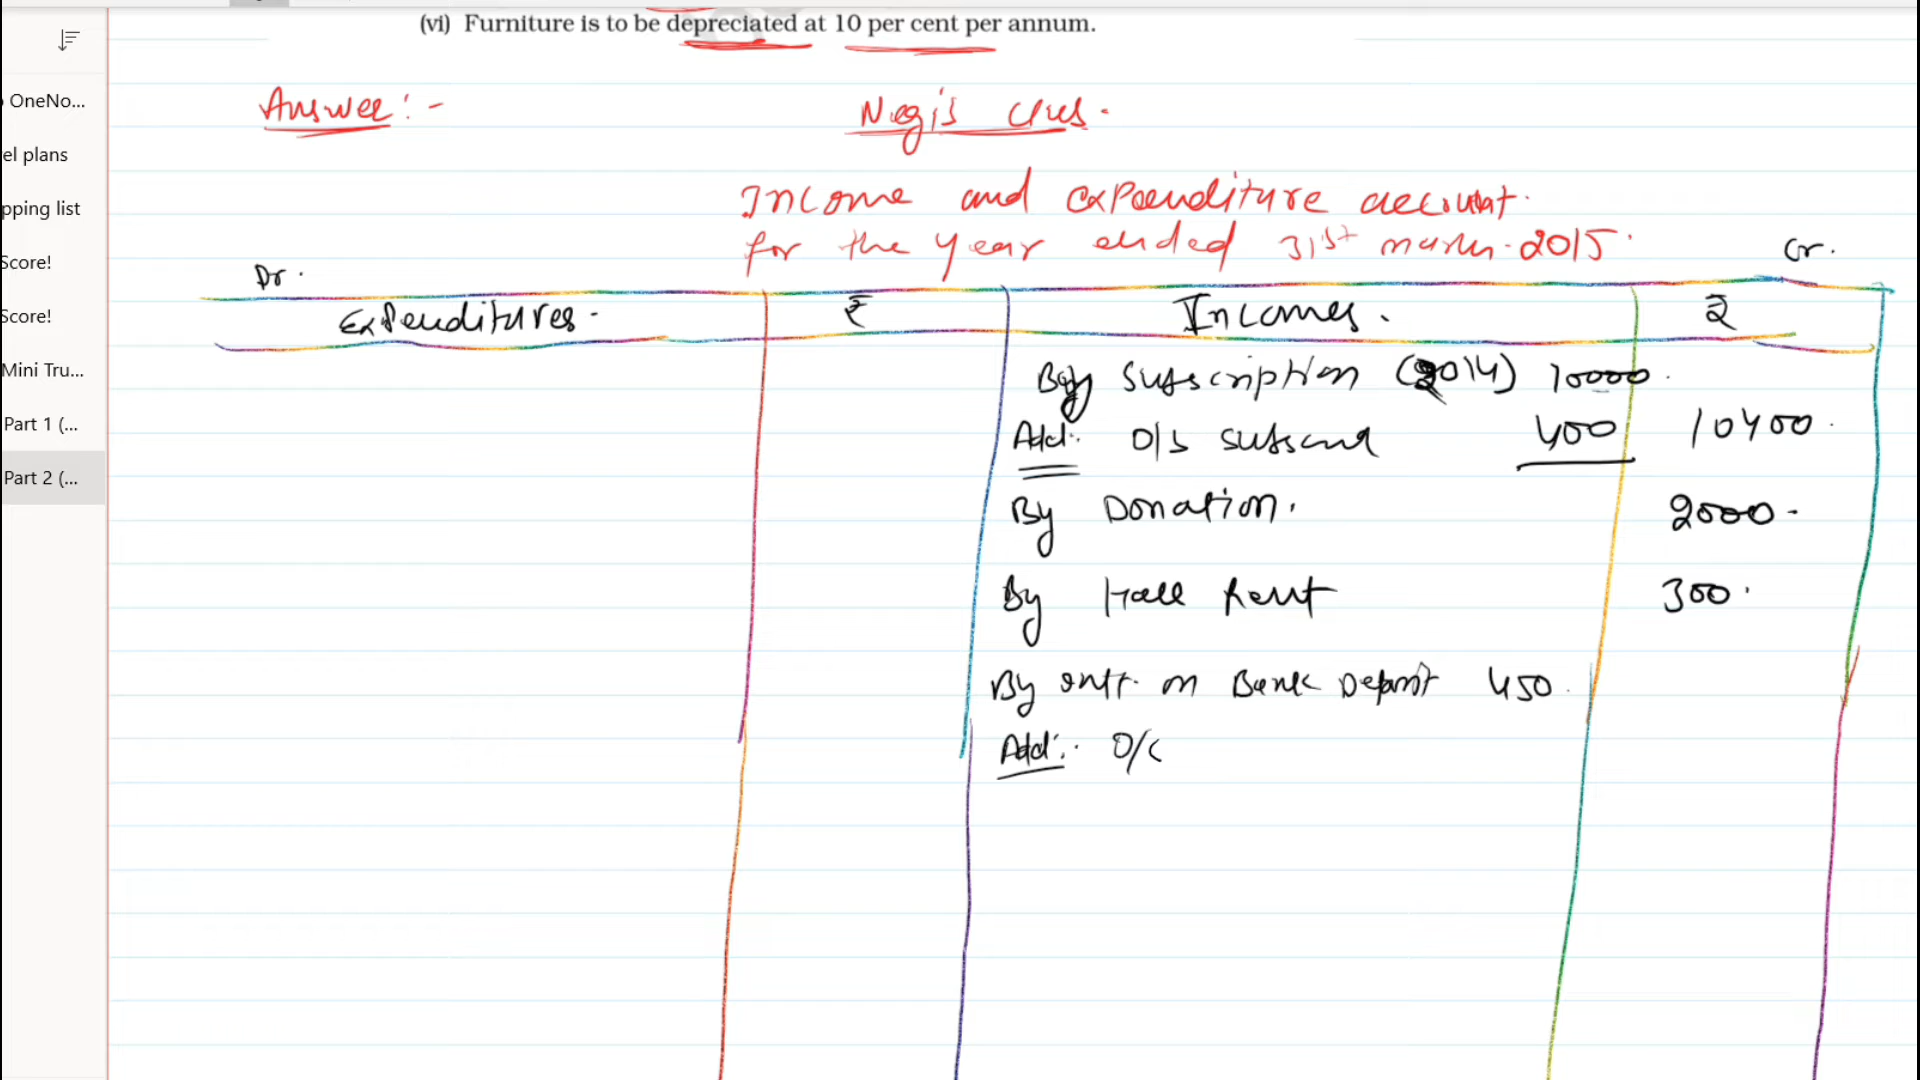 (vi) Furniture is to be depreciated at 10 per cent per annum.
OneNo...
el plans
pping list
Score!
Score!
Mini Tru...
Part 1 (...
Part 2 (...
Answer:-
Negi's
Income and expenditure account.
for the year ended 31st march. 2015.
Dr.
Cr.
Expenditures. ₹ Incomes. ₹
By Subscription (2014) 10000.
Add:. O/s 400 10400.
By Donation. 2000.
By Hall Rent 300.
By Intt. on Bank Deposit 450.
Add:. O/